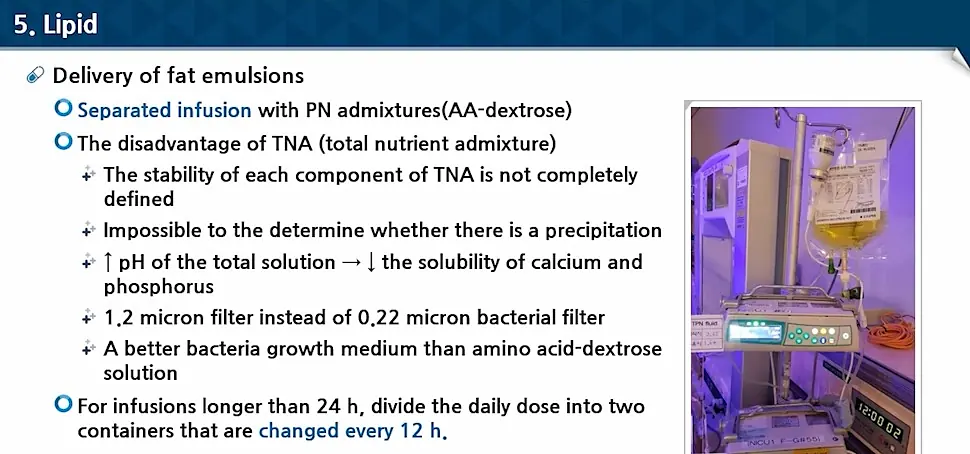 5. Lipid
Delivery of fat emulsions
Separated infusion with PN admixtures(AA-dextrose)
The disadvantage of TNA (total nutrient admixture)
The stability of each component of TNA is not completely
defined
Impossible to the determine whether there is a precipitation
↑ pH of the total solution → ↓ the solubility of calcium and
phosphorus
1.2 micron filter instead of 0.22 micron bacterial filter
A better bacteria growth medium than amino acid-dextrose
solution
For infusions longer than 24 h, divide the daily dose into two
containers that are changed every 12 h.
TPN fluid
12:00 02